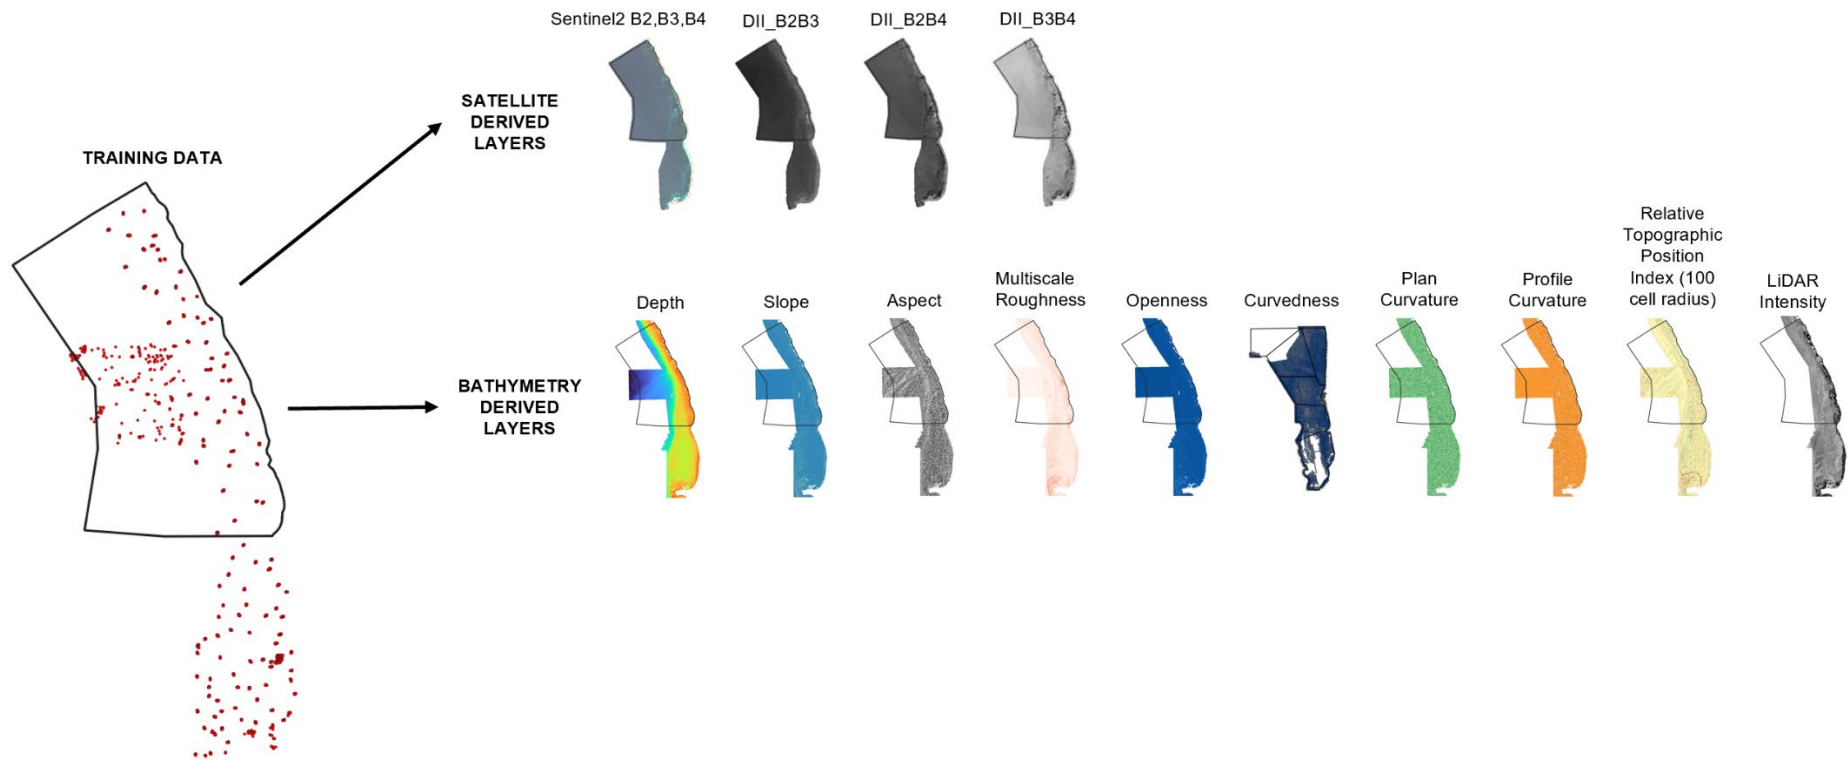 Sentinel2 B2,B3,B4
DII_B2B3
DII_B2B4
DII_B3B4
SATELLITE
DERIVED
LAYERS
TRAINING DATA
BATHYMETRY
DERIVED
LAYERS
Depth
Slope
Aspect
Multiscale
Roughness
Openness
Curvedness
Plan
Curvature
Profile
Curvature
Relative
Topographic
Position
Index (100
cell radius)
LiDAR
Intensity